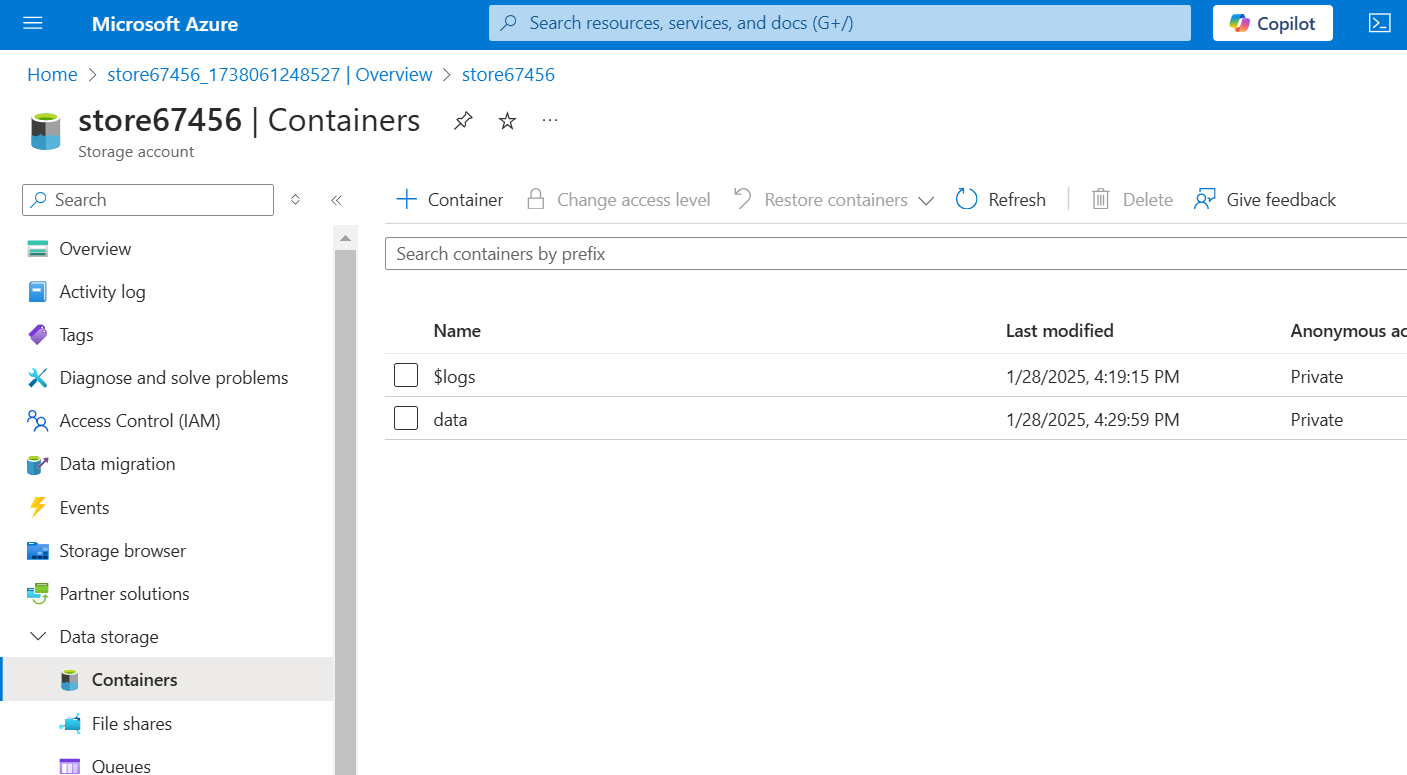 Microsoft Azure
Search resources, services, and docs (G+/)
Copilot
Home > store67456_1738061248527 | Overview > store67456
store67456 | Containers
Storage account
Search
Container
Change access level
Restore containers
Refresh
Delete
Give feedback
Overview
Activity log
Tags
Diagnose and solve problems
Access Control (IAM)
Data migration
Events
Storage browser
Partner solutions
Data storage
Containers
File shares
Queues
Search containers by prefix
Name Last modified Anonymous ac
$logs 1/28/2025, 4:19:15 PM Private
data 1/28/2025, 4:29:59 PM Private